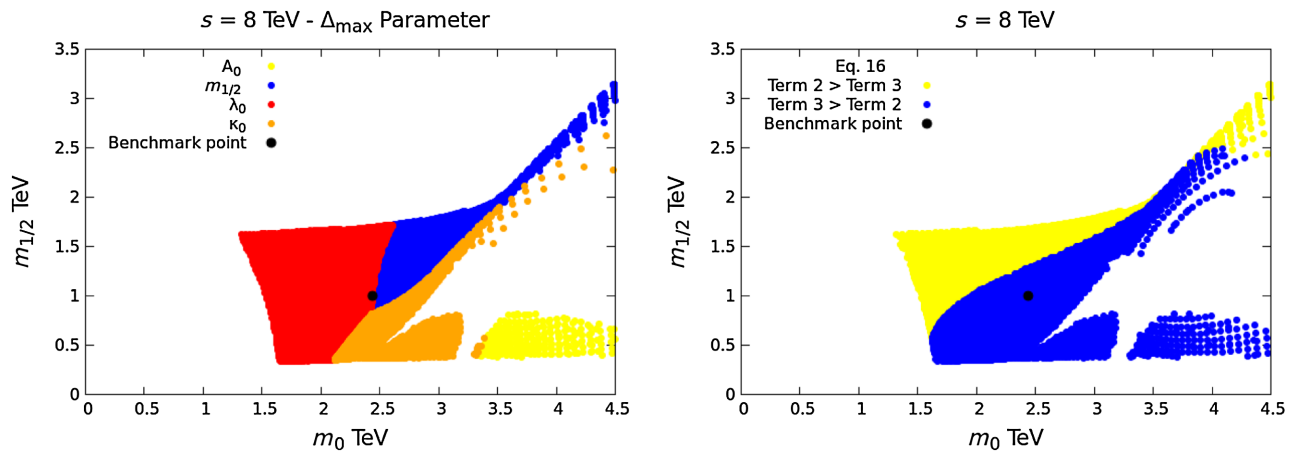 s = 8 TeV - Δmax Parameter
A0
m1/2
λ0
κ0
Benchmark point
3.5
3
2.5
2
1.5
1
0.5
0
m1/2 TeV
0 0.5 1 1.5 2 2.5 3 3.5 4 4.5
m0 TeV
s = 8 TeV
Eq. 16
Term 2 > Term 3
Term 3 > Term 2
Benchmark point
3.5
3
2.5
2
1.5
1
0.5
0
m1/2 TeV
0 0.5 1 1.5 2 2.5 3 3.5 4 4.5
m0 TeV